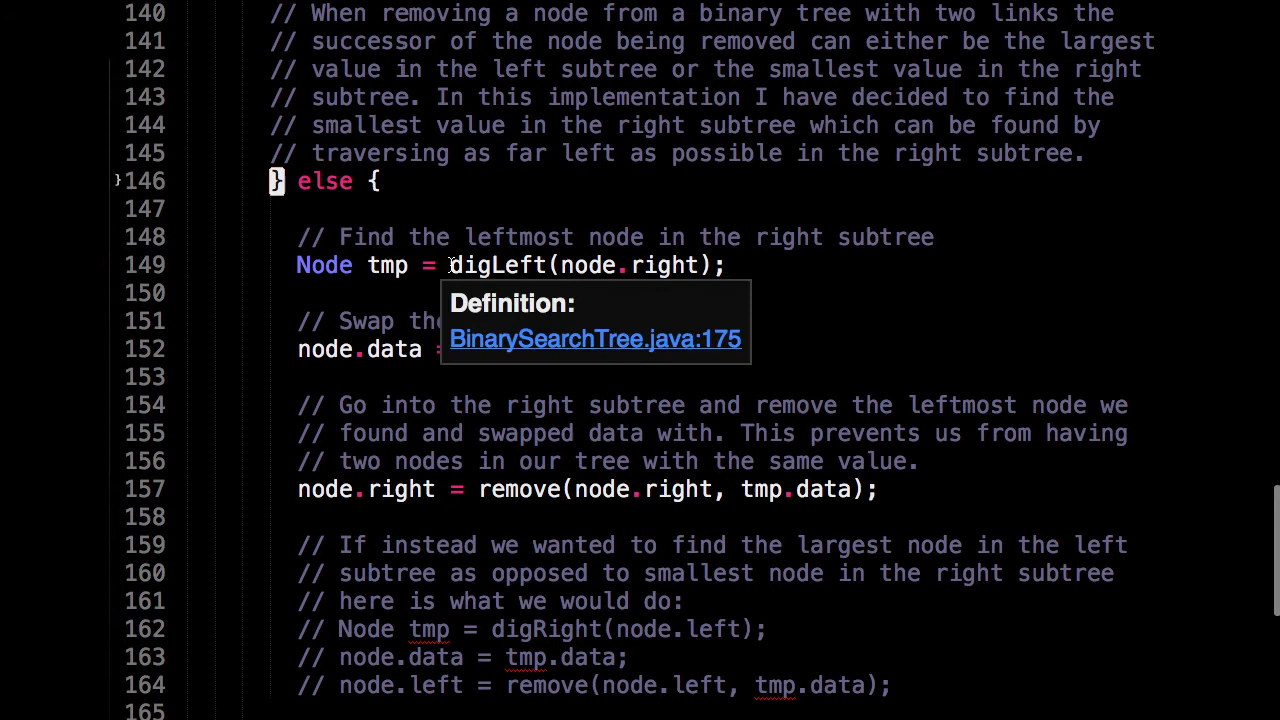 140 // When removing a node from a binary tree with two links the
141 // successor of the node being removed can either be the largest
142 // value in the left subtree or the smallest value in the right
143 // subtree. In this implementation I have decided to find the
144 // smallest value in the right subtree which can be found by
145 // traversing as far left as possible in the right subtree.
}146 } else {
147
148 // Find the leftmost node in the right subtree
149 Node tmp = digLeft(node.right);
150
Definition:
151 // Swap the
BinarySearchTree.java:175
152 node.data =
153
154 // Go into the right subtree and remove the leftmost node we
155 // found and swapped data with. This prevents us from having
156 // two nodes in our tree with the same value.
157 node.right = remove(node.right, tmp.data);
158
159 // If instead we wanted to find the largest node in the left
160 // subtree as opposed to smallest node in the right subtree
161 // here is what we would do:
162 // Node tmp = digRight(node.left);
163 // node.data = tmp.data;
164 // node.left = remove(node.left, tmp.data);
165